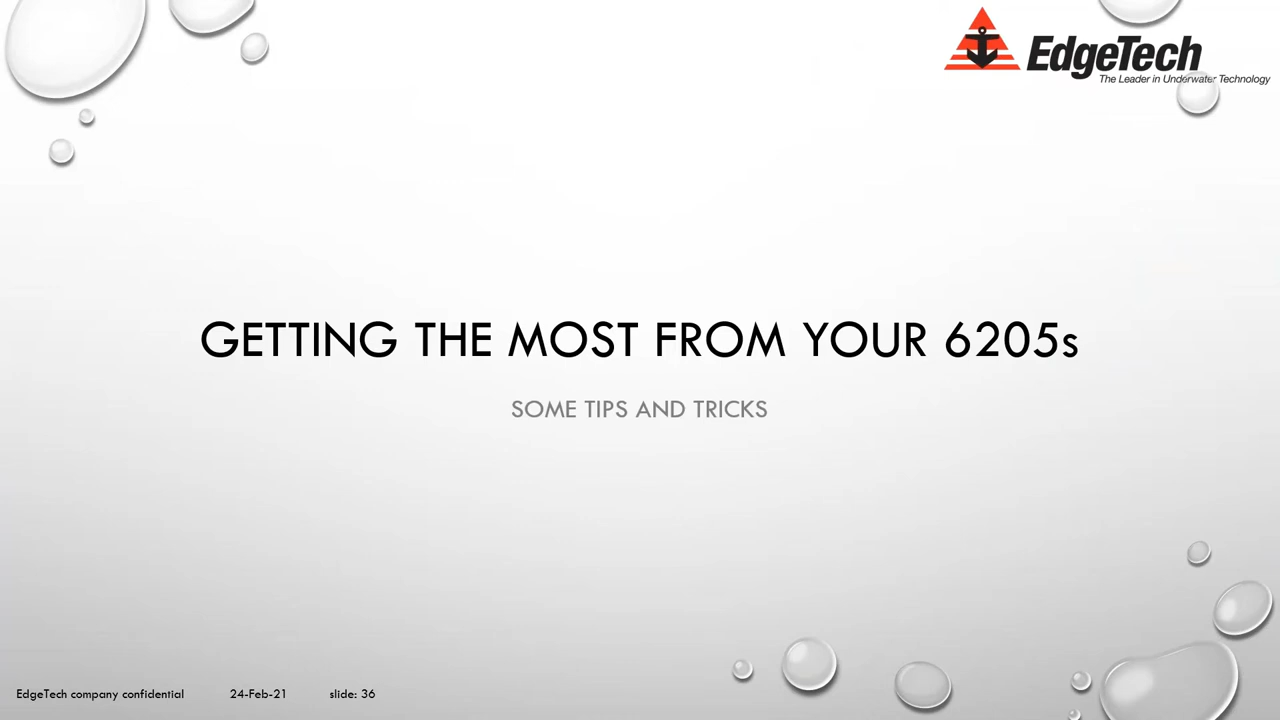 EdgeTech
The Leader in Underwater Technology
GETTING THE MOST FROM YOUR 6205s
SOME TIPS AND TRICKS
EdgeTech company confidential 24-Feb-21 slide: 36